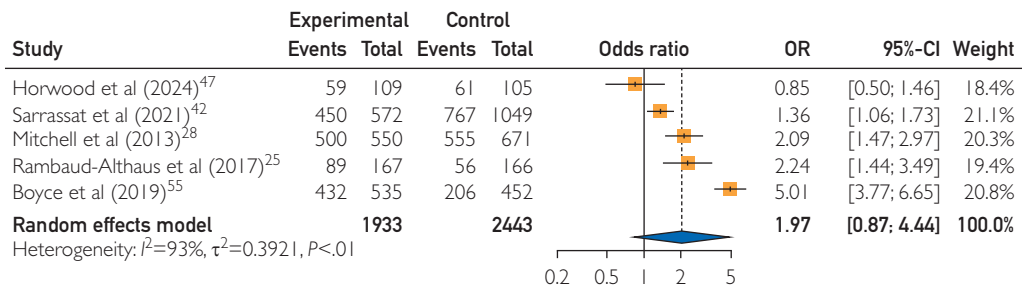 Experimental Control
Study Events Total Events Total Odds ratio OR 95%-CI Weight
Horwood et al (2024)47 59 109 61 105 0.85 [0.50; 1.46] 18.4%
Sarrassat et al (2021)42 450 572 767 1049 1.36 [1.06; 1.73] 21.1%
Mitchell et al (2013)28 500 550 555 671 2.09 [1.47; 2.97] 20.3%
Rambaud-Althaus et al (2017)25 89 167 56 166 2.24 [1.44; 3.49] 19.4%
Boyce et al (2019)55 432 535 206 452 5.01 [3.77; 6.65] 20.8%
Random effects model 1933 2443 1.97 [0.87; 4.44] 100.0%
Heterogeneity: I2=93%, τ2=0.3921, P<.01
0.2 0.5 1 2 5